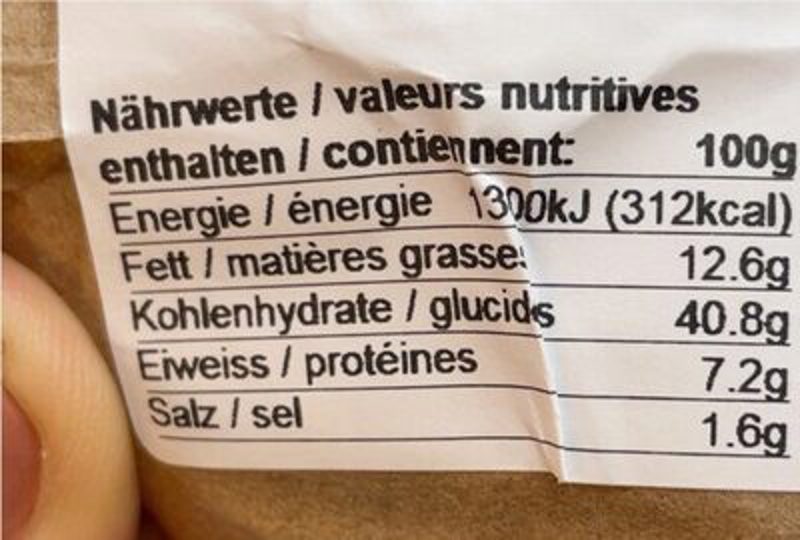 Nährwerte / valeurs nutritives
enthalten / contiennent: 100g
Energie / énergie 1300kJ (312kcal)
Fett / matières grasses 12.6g
Kohlenhydrate / glucids 40.8g
Eiweiss / protéines 7.2g
Salz / sel 1.6g